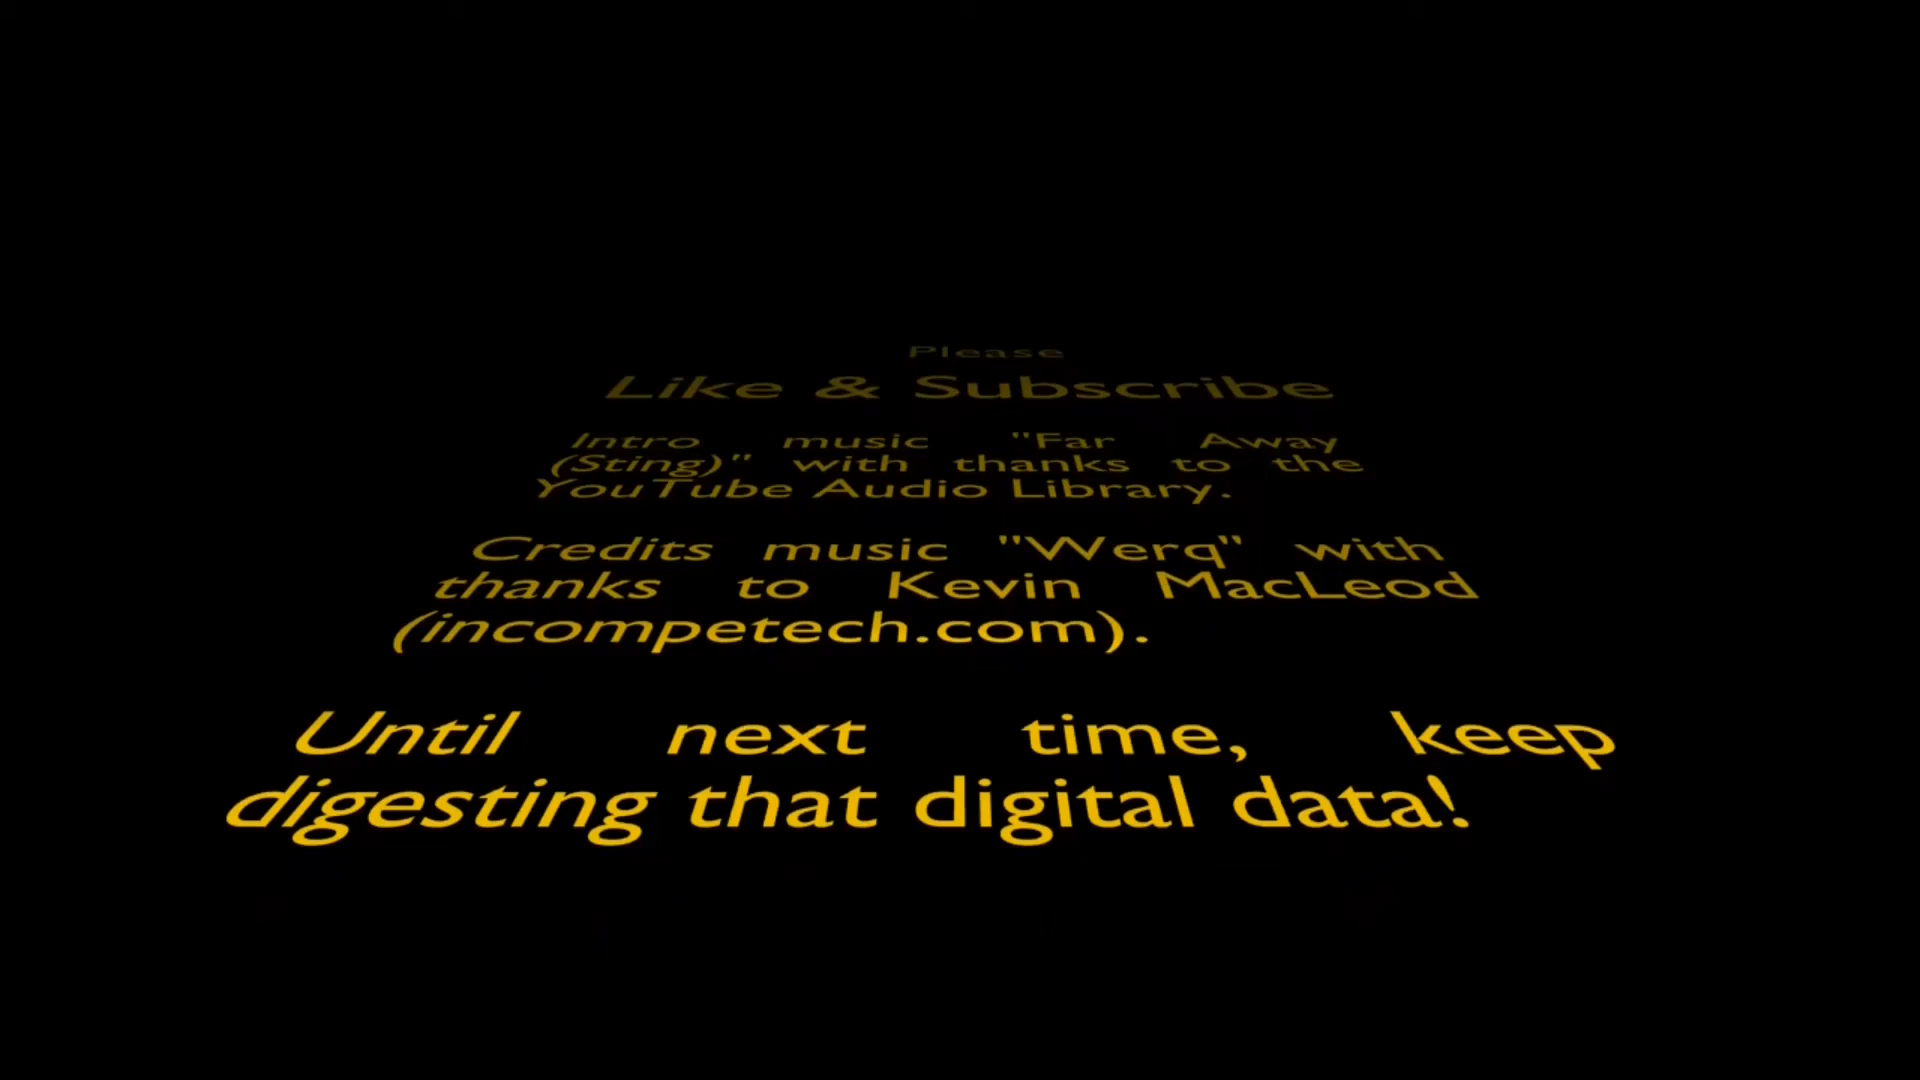 Please
Like & Subscribe
Intro music "Far Away
(Sting)" with thanks to the
YouTube Audio Library.
Credits music "Werq" with
thanks to Kevin MacLeod
(incompetech.com).
Until next time, keep
digesting that digital data!